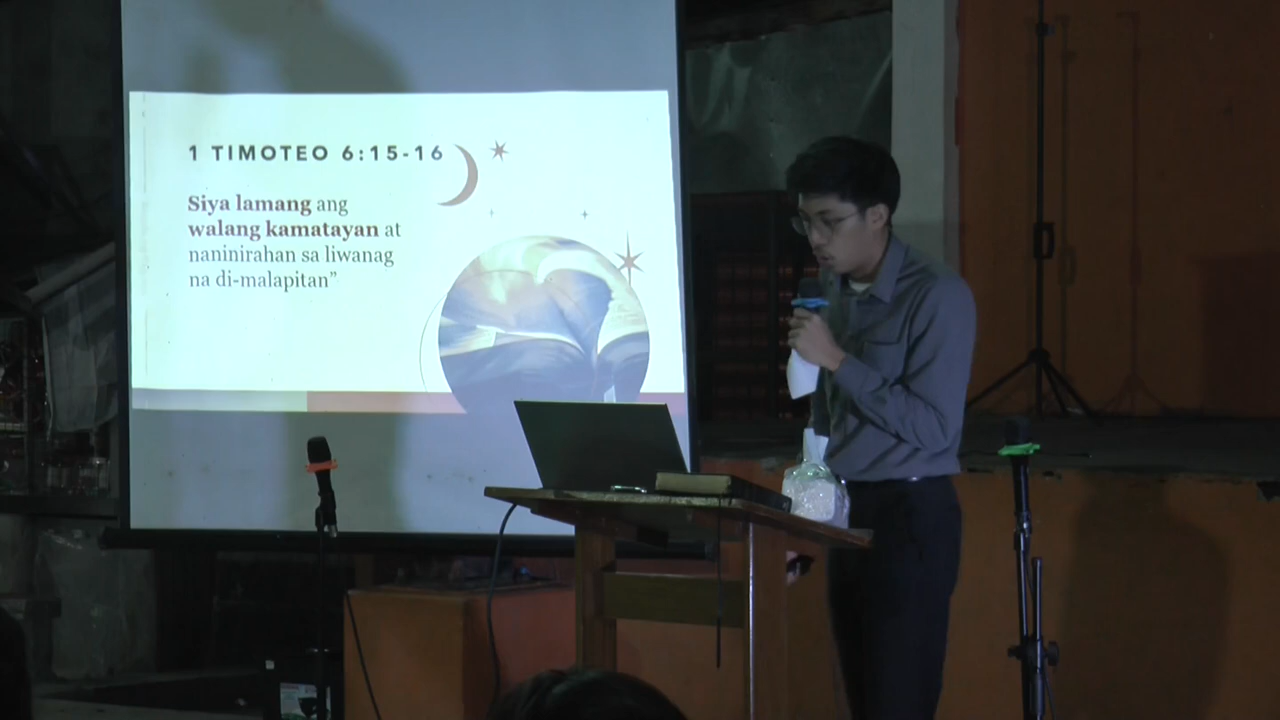 1 TIMOTEO 6:15-16
Siya lamang ang
walang kamatayan at
naninirahan sa liwanag
na di-malapitan”